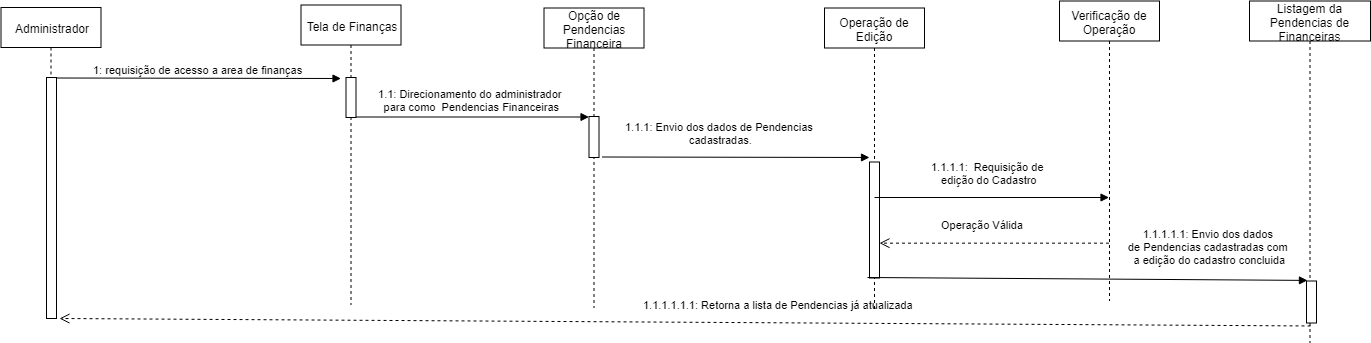 Administrador
Tela de Finanças
Opção de
Pendencias
Financeira
Operação de
Edição
Verificação de
Operação
Listagem da
Pendencias de
Financeiras
1: requisição de acesso a area de finanças
1.1: Direcionamento do administrador
para como Pendencias Financeiras
1.1.1: Envio dos dados de Pendencias
cadastradas.
1.1.1.1: Requisição de
edição do Cadastro
Operação Válida
1.1.1.1.1: Envio dos dados
de Pendencias cadastradas com
a edição do cadastro concluida
1.1.1.1.1.1: Retorna a lista de Pendencias já atualizada